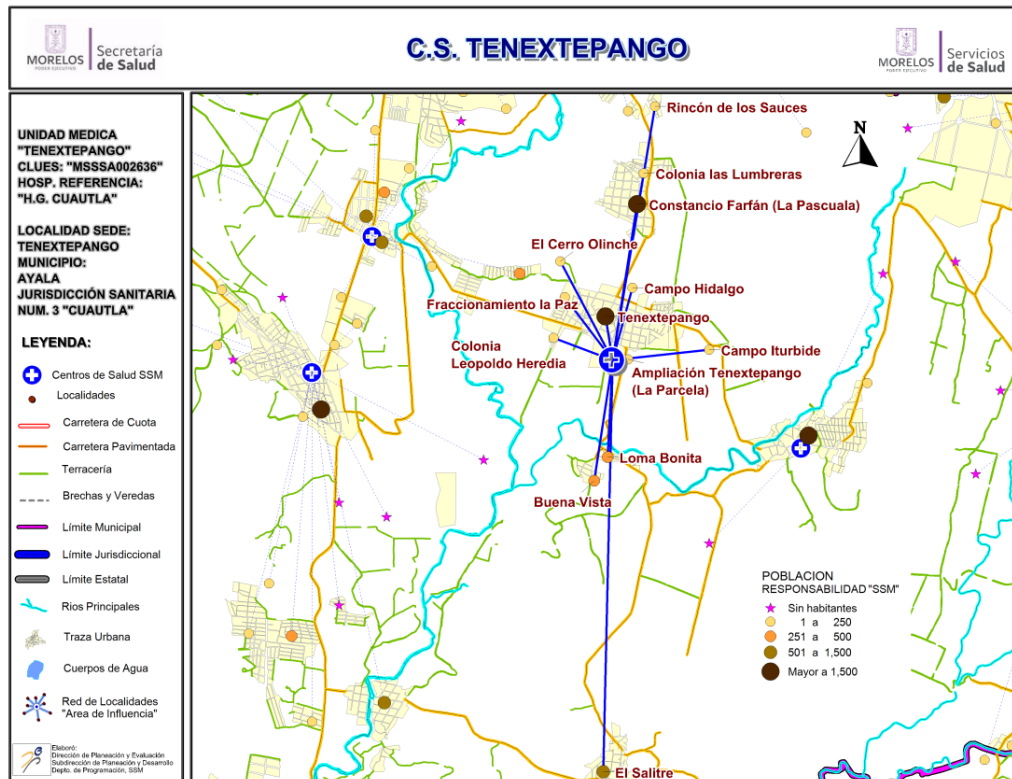 MORELOS
PODER EJECUTIVO
Secretaría
de Salud
C.S. TENEXTEPANGO
MORELOS
PODER EJECUTIVO
Servicios
de Salud
UNIDAD MEDICA
"TENEXTEPANGO"
CLUES: "MSSSA002636"
HOSP. REFERENCIA:
"H.G. CUAUTLA"
LOCALIDAD SEDE:
TENEXTEPANGO
MUNICIPIO:
AYALA
JURISDICCIÓN SANITARIA
NUM. 3 "CUAUTLA"
LEYENDA:
Centros de Salud SSM
Localidades
Carretera de Cuota
Carretera Pavimentada
Terracería
Brechas y Veredas
Límite Municipal
Límite Jurisdiccional
Límite Estatal
Rios Principales
Traza Urbana
Cuerpos de Agua
Red de Localidades
"Area de Influencia"
Elaboró:
Dirección de Planeación y Evaluación
Subdirección de Planeación y Desarrollo
Depto. de Programación, SSM
Rincón de los Sauces
N
Colonia las Lumbreras
Constancio Farfán (La Pascuala)
El Cerro Olinche
Campo Hidalgo
Fraccionamiento la Paz
Tenextepango
Colonia
Leopoldo Heredia
Campo Iturbide
Ampliación Tenextepango
(La Parcela)
Loma Bonita
Buena Vista
POBLACION
RESPONSABILIDAD "SSM"
Sin habitantes
1 a 250
251 a 500
501 a 1,500
Mayor a 1,500
El Salitre